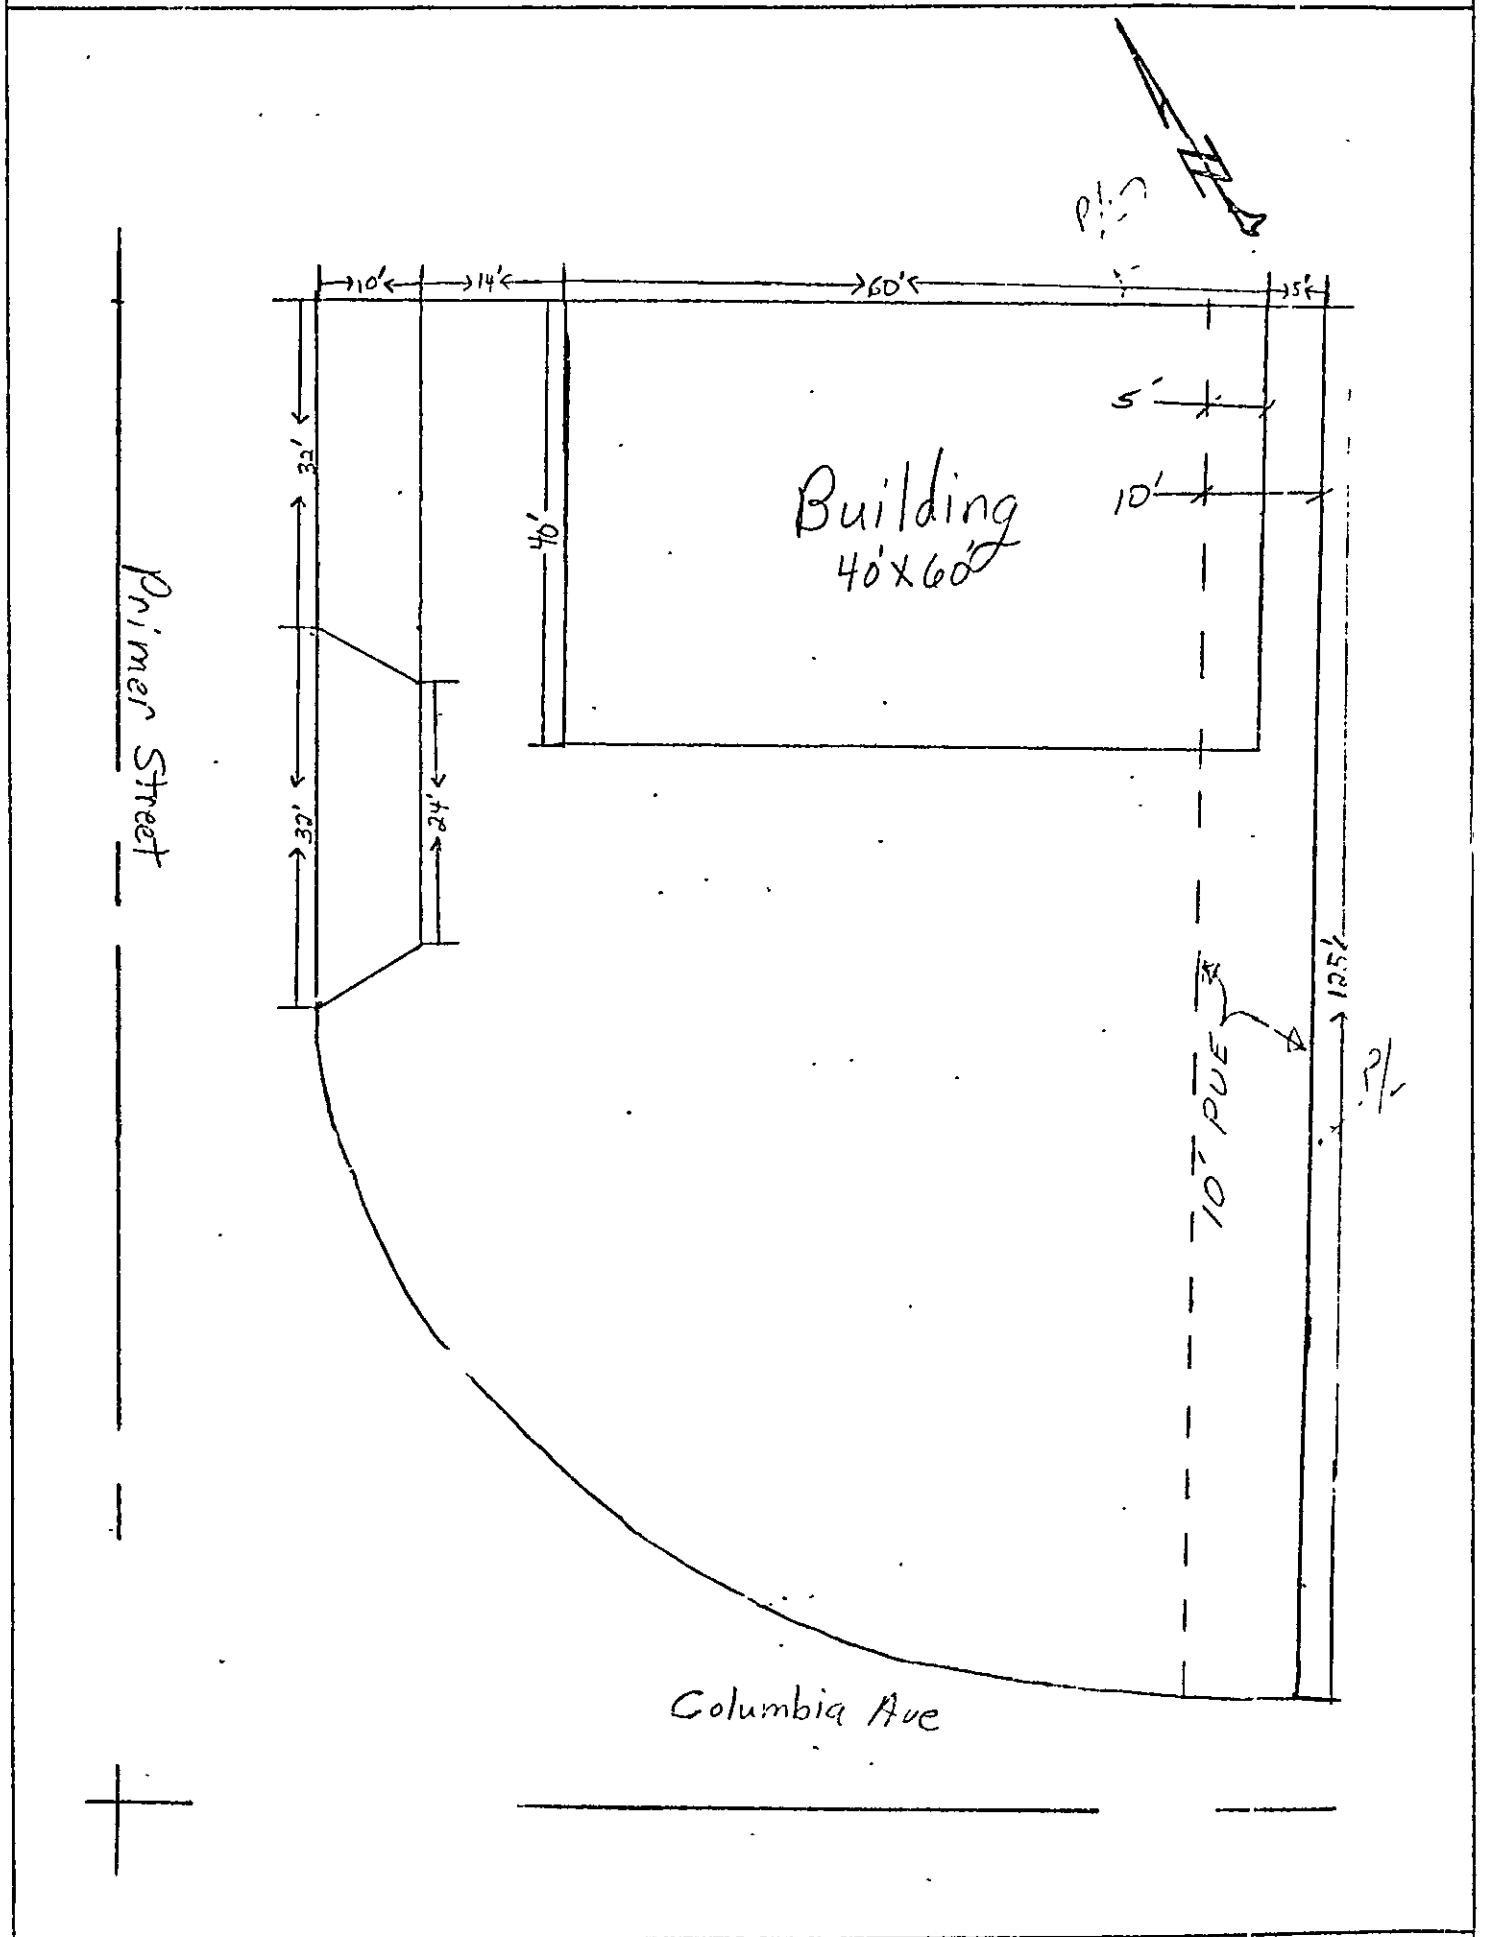 N
P/L
10'
14'
60'
5'
5'
32'
10'
Building
40'
40'X60'
Primer Street
32'
24'
125'
10' PUE
P/L
Columbia Ave